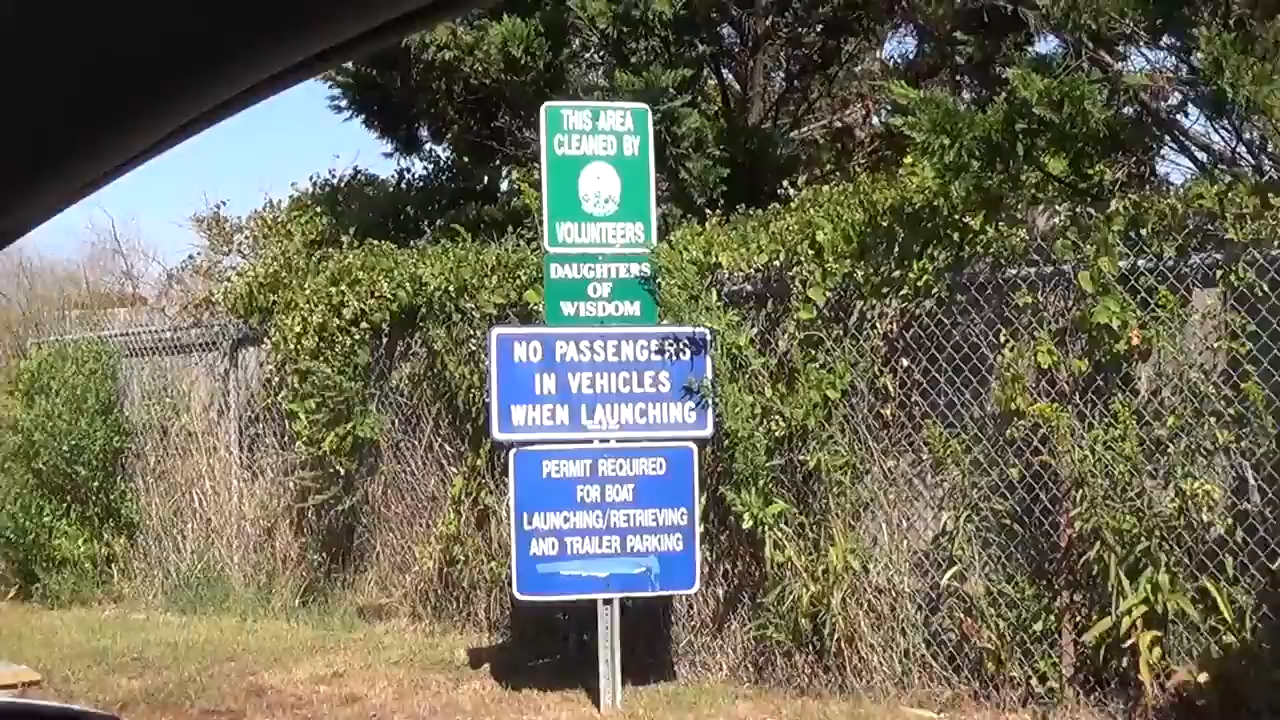 THIS AREA
CLEANED BY
VOLUNTEERS
DAUGHTERS
OF
WISDOM
NO PASSENGERS
IN VEHICLES
WHEN LAUNCHING
PERMIT REQUIRED
FOR BOAT
LAUNCHING/RETRIEVING
AND TRAILER PARKING